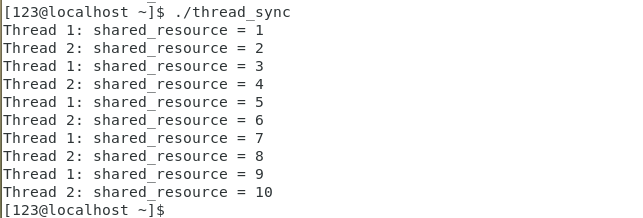 [123@localhost ~]$ ./thread_sync
Thread 1: shared_resource = 1
Thread 2: shared_resource = 2
Thread 1: shared_resource = 3
Thread 2: shared_resource = 4
Thread 1: shared_resource = 5
Thread 2: shared_resource = 6
Thread 1: shared_resource = 7
Thread 2: shared_resource = 8
Thread 1: shared_resource = 9
Thread 2: shared_resource = 10
[123@localhost ~]$